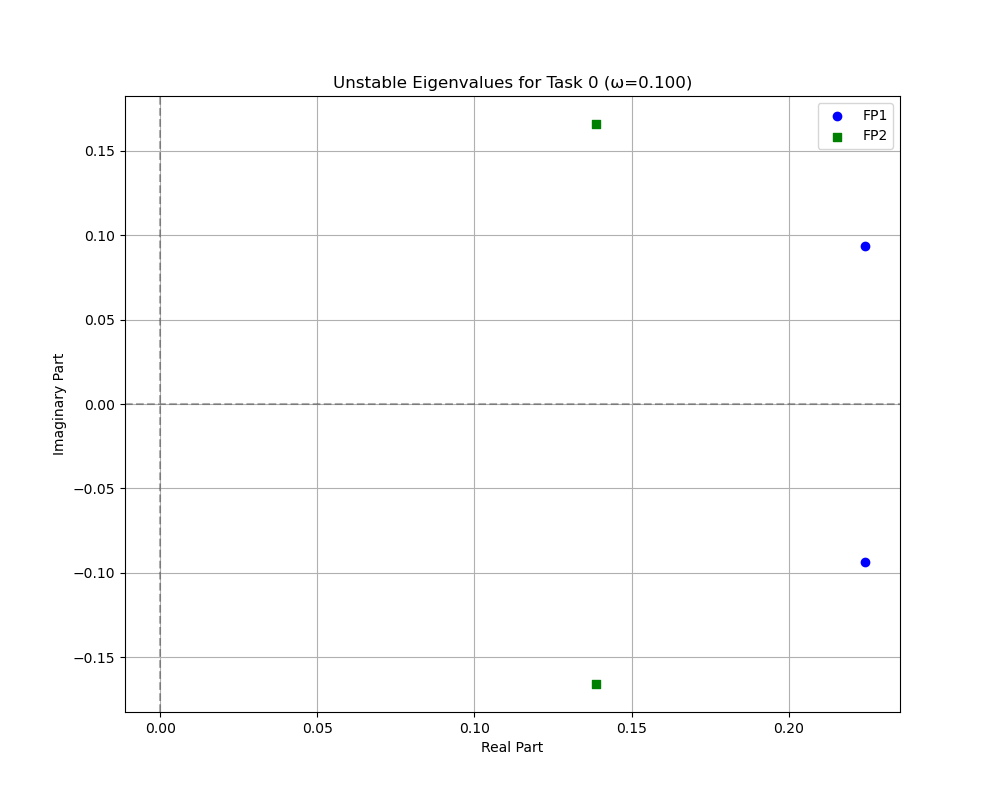 Unstable Eigenvalues for Task 0 (ω=0.100)
FP1
FP2
0.15
0.10
0.05
0.00
−0.05
−0.10
−0.15
Imaginary Part
0.00 0.05 0.10 0.15 0.20
Real Part